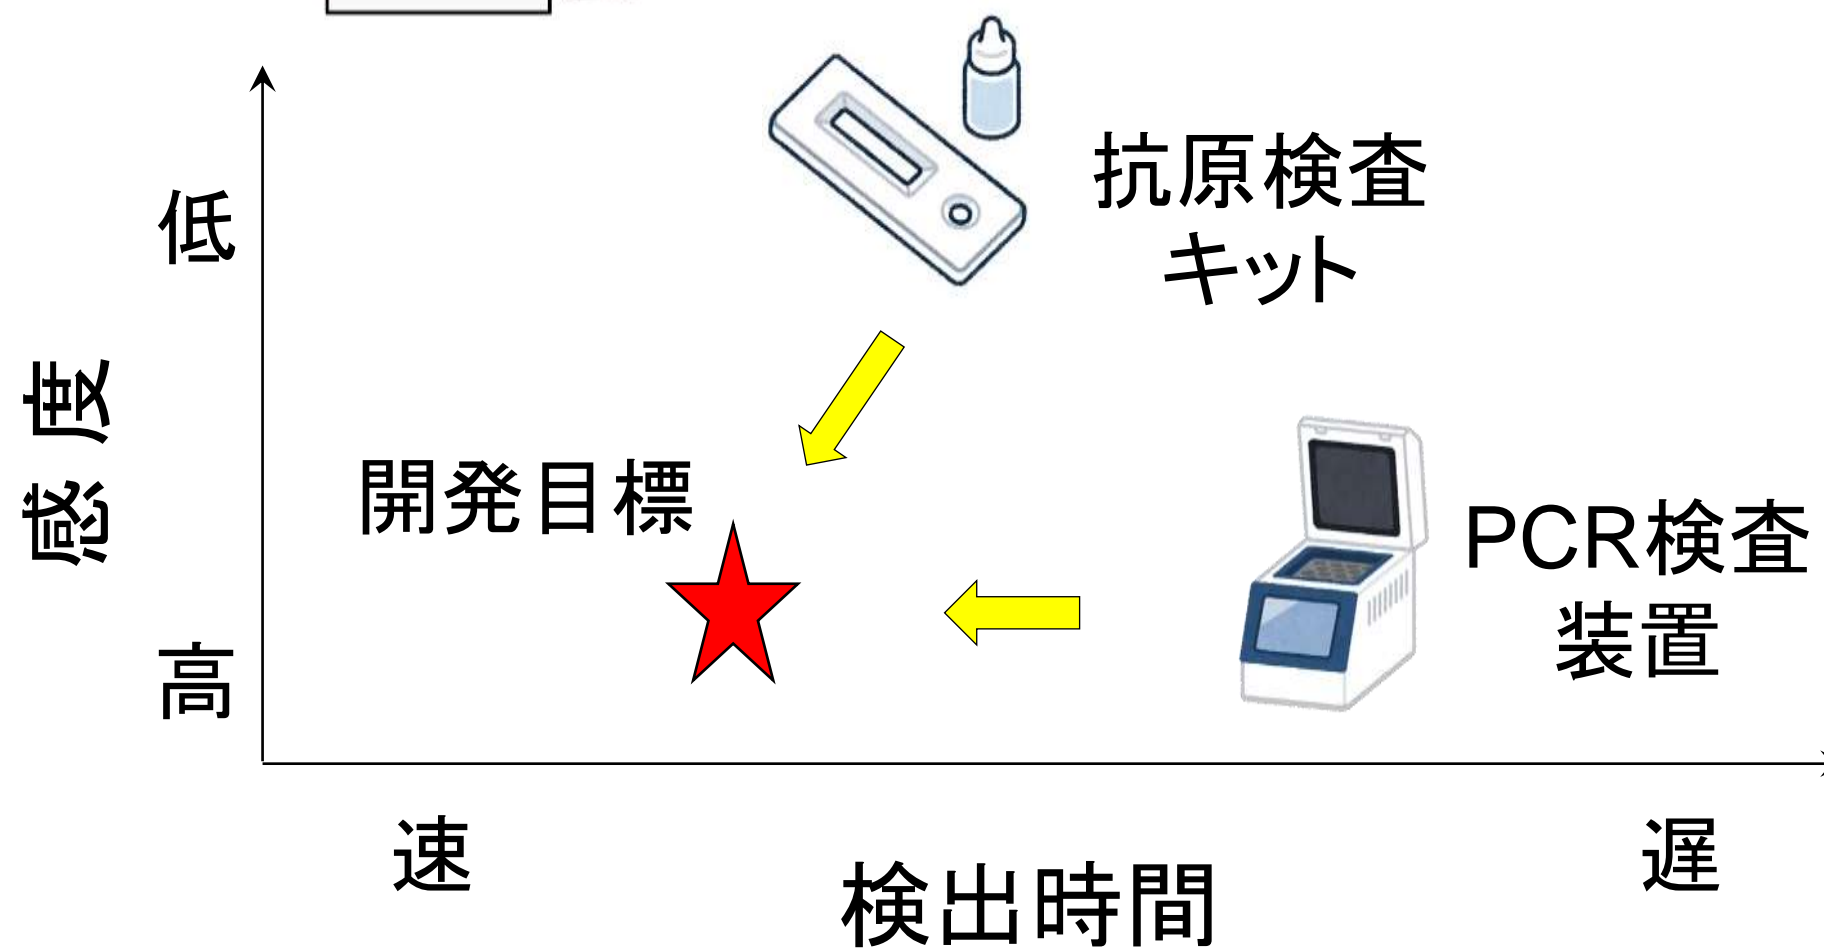 抗原検査
キット
低
感度
開発目標
PCR検査
装置
高
速
遅
検出時間